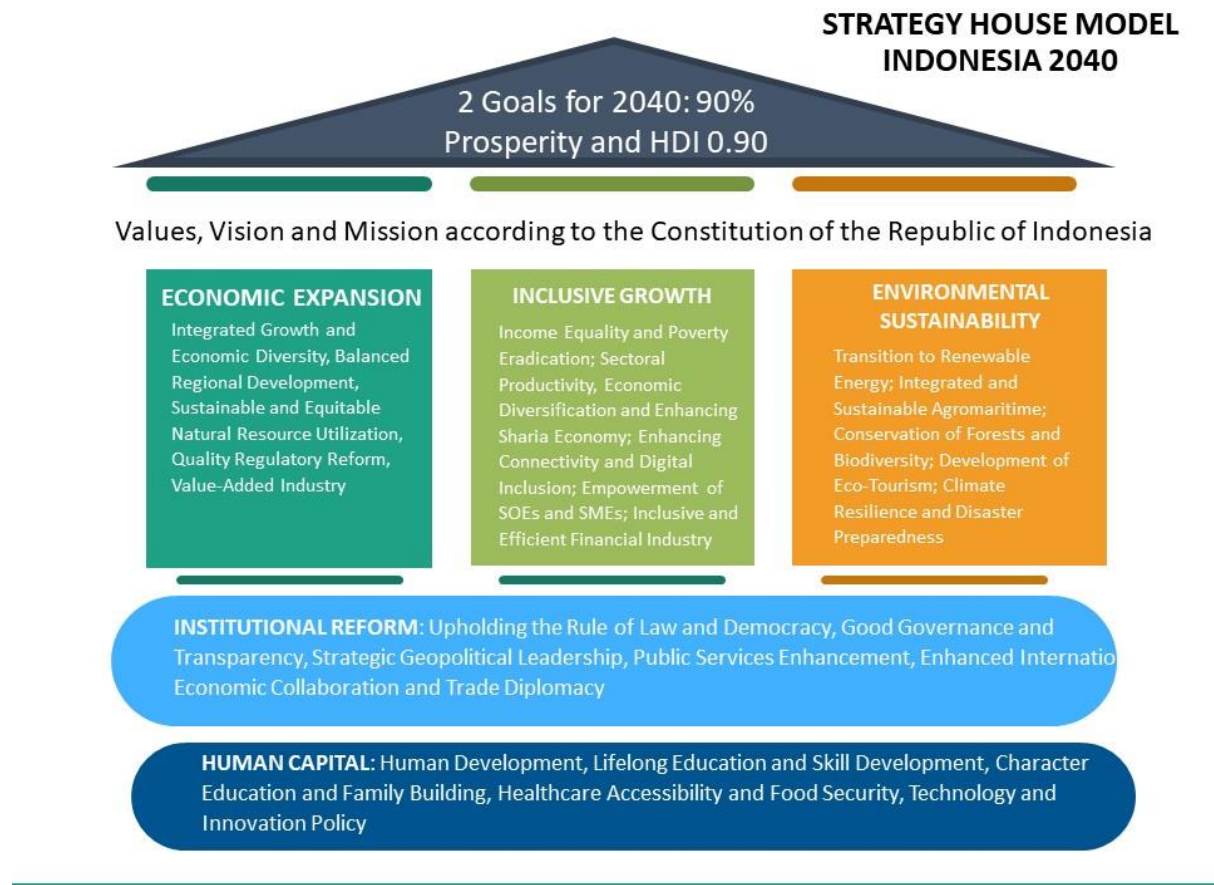 STRATEGY HOUSE MODEL
INDONESIA 2040
2 Goals for 2040: 90%
Prosperity and HDI 0.90
Values, Vision and Mission according to the Constitution of the Republic of Indonesia
ECONOMIC EXPANSION
Integrated Growth and
Economic Diversity, Balanced
Regional Development,
Sustainable and Equitable
Natural Resource Utilization,
Quality Regulatory Reform,
Value-Added Industry
INCLUSIVE GROWTH
Income Equality and Poverty
Eradication; Sectoral
Productivity, Economic
Diversification and Enhancing
Sharia Economy; Enhancing
Connectivity and Digital
Inclusion; Empowerment of
SOEs and SMEs; Inclusive and
Efficient Financial Industry
ENVIRONMENTAL
SUSTAINABILITY
Transition to Renewable
Energy; Integrated and
Sustainable Agromaritime;
Conservation of Forests and
Biodiversity; Development of
Eco-Tourism; Climate
Resilience and Disaster
Preparedness
INSTITUTIONAL REFORM: Upholding the Rule of Law and Democracy, Good Governance and
Transparency, Strategic Geopolitical Leadership, Public Services Enhancement, Enhanced Internatio
Economic Collaboration and Trade Diplomacy
HUMAN CAPITAL: Human Development, Lifelong Education and Skill Development, Character
Education and Family Building, Healthcare Accessibility and Food Security, Technology and
Innovation Policy